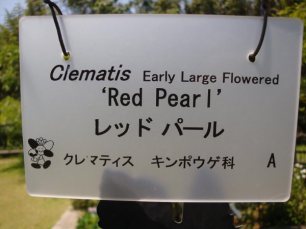 Clematis Early Large Flowered
'Red Pearl'
レッド パール
クレマティス キンポウゲ科 A